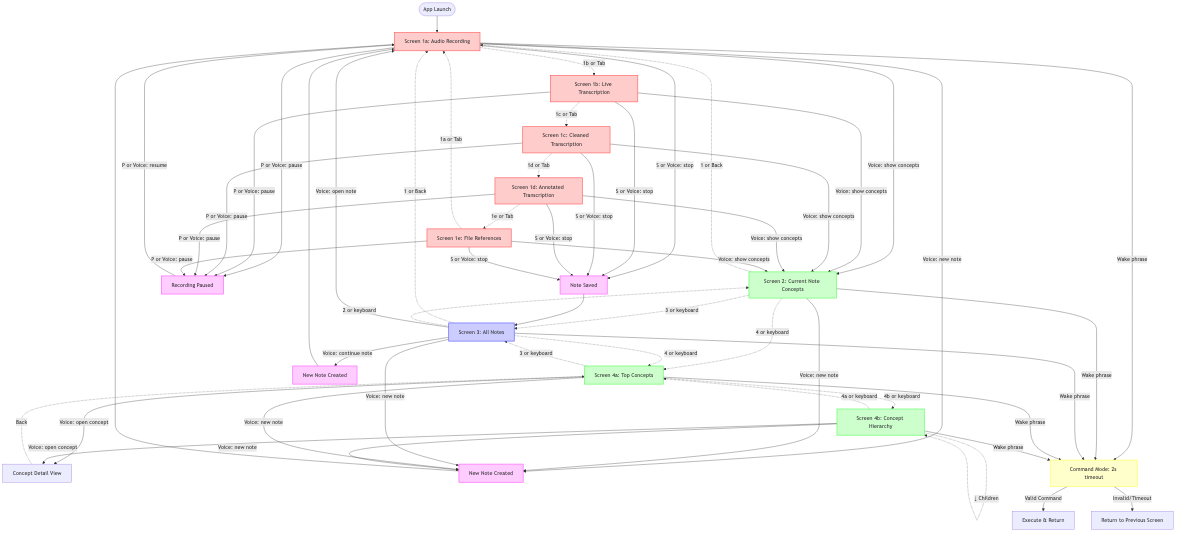 App Launch
Screen 1a: Audio Recording
1b or Tab
Screen 1b: Live
Transcription
1c or Tab
Screen 1c: Cleaned
Transcription
1a or Tab
P or Voice: resume
P or Voice: pause
1d or Tab
S or Voice: stop
1 or Back
Voice: show concepts
P or Voice: pause
Voice: open note
1 or Back
Screen 1d: Annotated
Transcription
S or Voice: stop
Voice: show concepts
1e or Tab
S or Voice: stop
Voice: show concepts
P or Voice: pause
Screen 1e: File References
S or Voice: stop
Voice: show concepts
P or Voice: pause
S or Voice: stop
Voice: show concepts
Voice: new note
Wake phrase
Recording Paused
Note Saved
Screen 2: Current Note
Concepts
2 or keyboard
3 or keyboard
Screen 3: All Notes
4 or keyboard
Voice: continue note
3 or keyboard
4 or keyboard
New Note Created
Screen 4a: Top Concepts
Voice: new note
Wake phrase
Wake phrase
Voice: new note
4a or keyboard
4b or keyboard
Back
Voice: open concept
Voice: new note
Screen 4b: Concept
Hierarchy
Wake phrase
Voice: open concept
Voice: new note
Wake phrase
Concept Detail View
New Note Created
Command Mode: 2s
timeout
↓ Children
Valid Command
Invalid/Timeout
Execute & Return
Return to Previous Screen